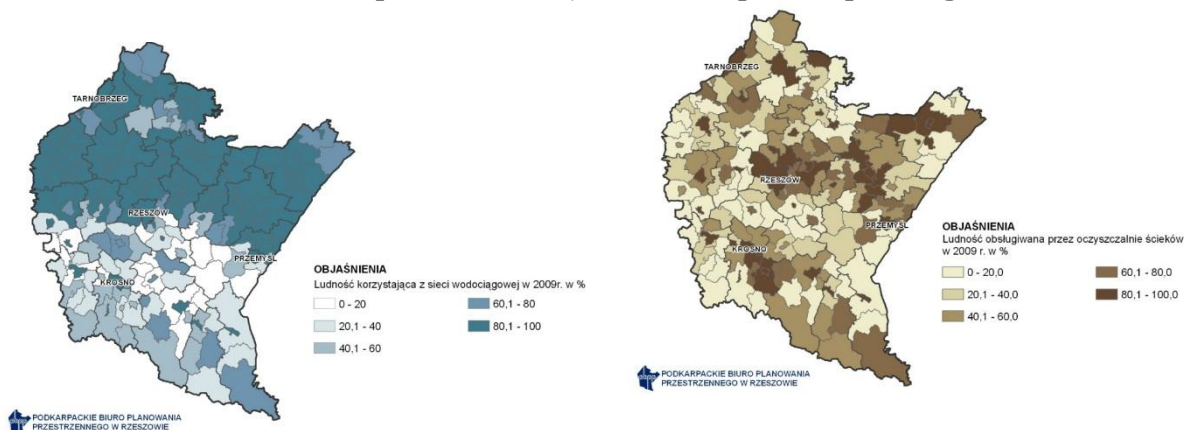 TARNOBRZEG
RZESZÓW
PRZEMYŚL
KROSNO
OBJAŚNIENIA
Ludność korzystająca z sieci wodociągowej w 2009r. w %
0 - 20
20,1 - 40
40,1 - 60
60,1 - 80
80,1 - 100
PODKARPACKIE BIURO PLANOWANIA
PRZESTRZENNEGO W RZESZOWIE
TARNOBRZEG
RZESZÓW
PRZEMYŚL
KROSNO
OBJAŚNIENIA
Ludność obsługiwana przez oczyszczalnie ścieków
w 2009 r. w %
0 - 20,0
20,1 - 40,0
40,1 - 60,0
60,1 - 80,0
80,1 - 100,0
PODKARPACKIE BIURO PLANOWANIA
PRZESTRZENNEGO W RZESZOWIE